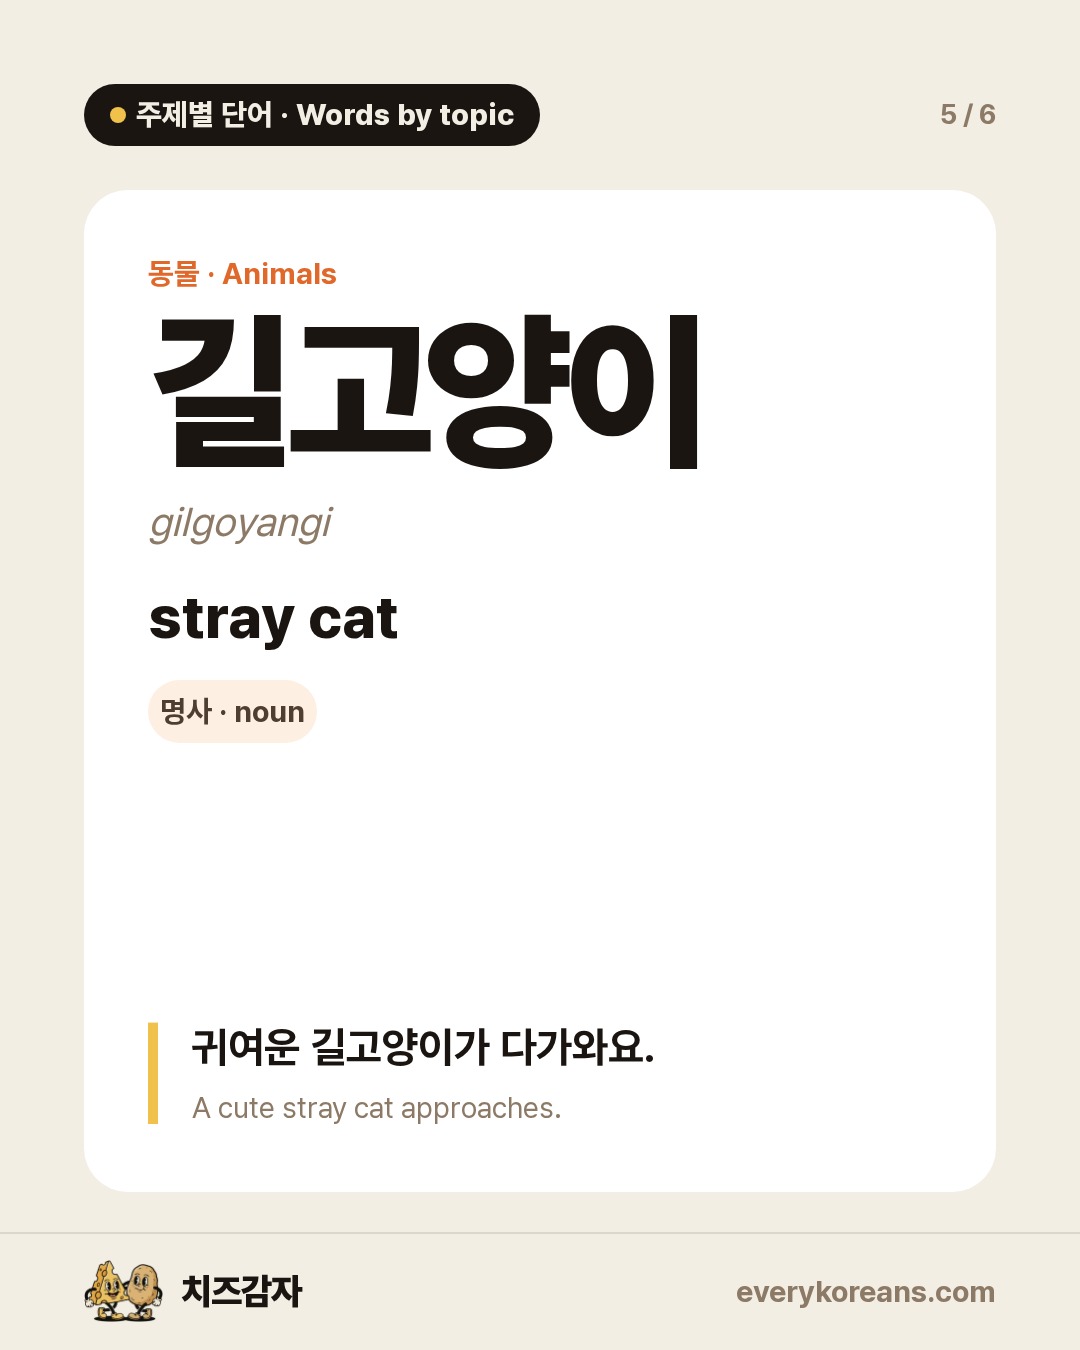 주제별 단어 · Words by topic
5 / 6
동물 · Animals
길고양이
gilgoyangi
stray cat
명사 · noun
귀여운 길고양이가 다가와요.
A cute stray cat approaches.
치즈감자
everykoreans.com